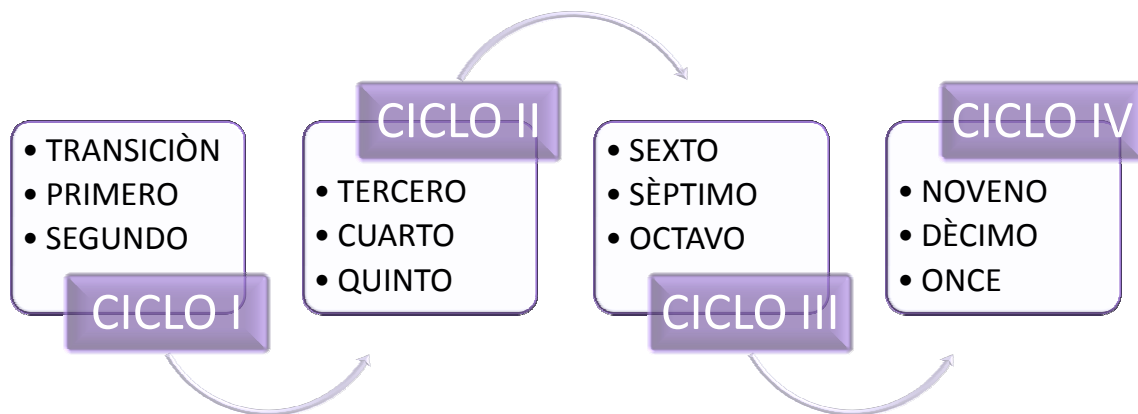 • TRANSICIÒN
• PRIMERO
• SEGUNDO
CICLO I
CICLO II
• TERCERO
• CUARTO
• QUINTO
• SEXTO
• SÈPTIMO
• OCTAVO
CICLO III
CICLO IV
• NOVENO
• DÈCIMO
• ONCE